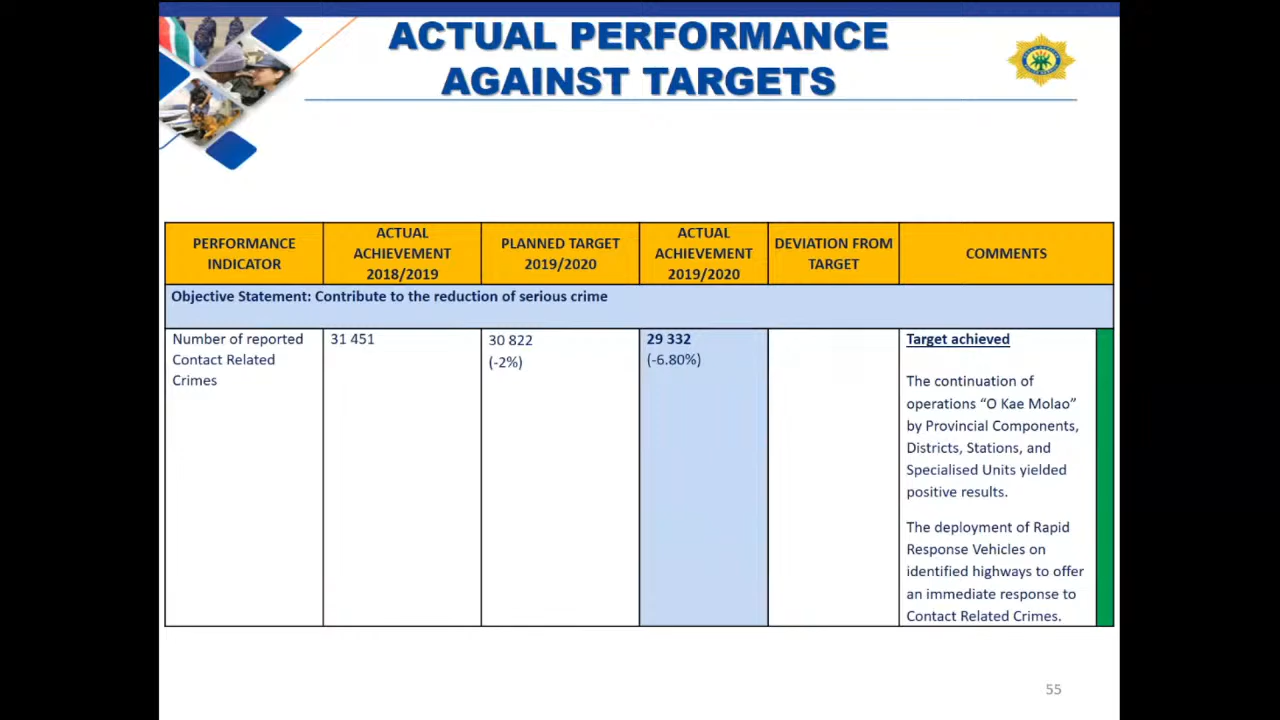 ACTUAL PERFORMANCE
AGAINST TARGETS
PERFORMANCE
INDICATOR
ACTUAL
ACHIEVEMENT
2018/2019
PLANNED TARGET
2019/2020
ACTUAL
ACHIEVEMENT
2019/2020
DEVIATION FROM
TARGET
COMMENTS
Objective Statement: Contribute to the reduction of serious crime
Number of reported
Contact Related
Crimes
31 451
30 822
(-2%)
29 332
(-6.80%)
Target achieved
The continuation of
operations “O Kae Molao”
by Provincial Components,
Districts, Stations, and
Specialised Units yielded
positive results.
The deployment of Rapid
Response Vehicles on
identified highways to offer
an immediate response to
Contact Related Crimes.
55